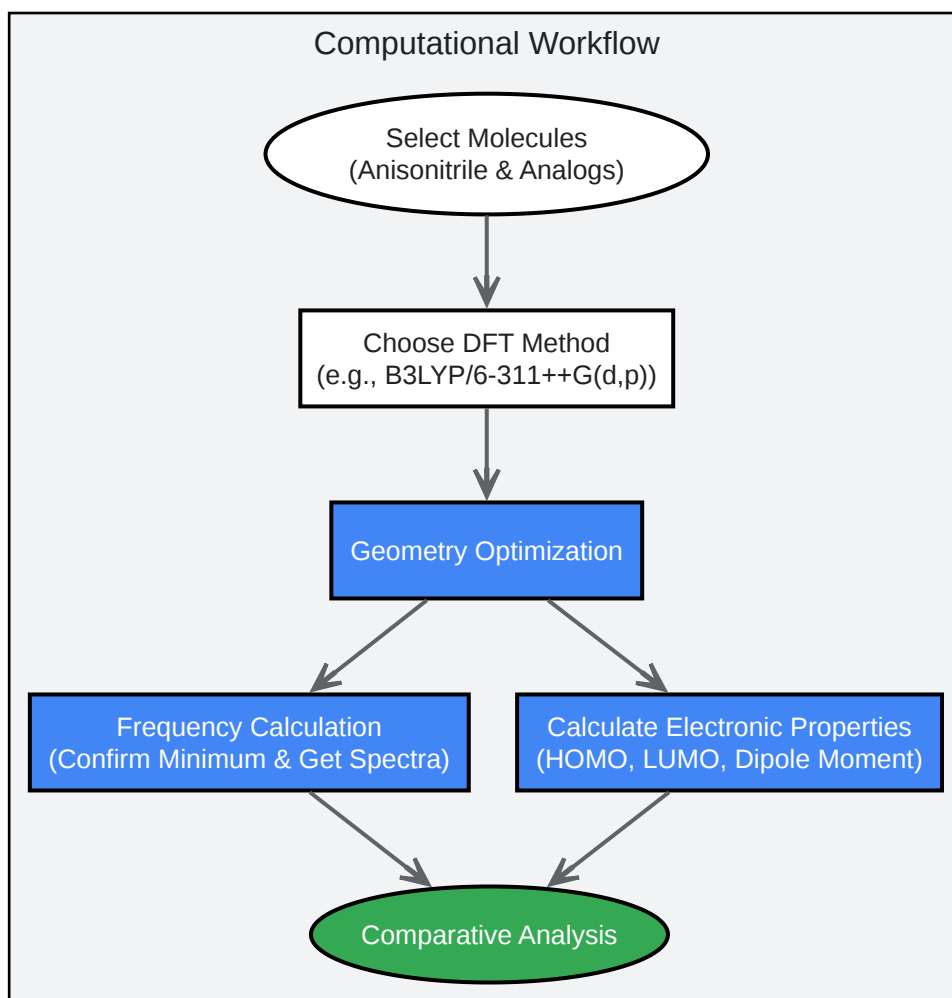 Computational Workflow
Select Molecules
(Anisonitrile & Analogs)
Choose DFT Method
(e.g., B3LYP/6-311++G(d,p))
Geometry Optimization
Frequency Calculation
(Confirm Minimum & Get Spectra)
Calculate Electronic Properties
(HOMO, LUMO, Dipole Moment)
Comparative Analysis